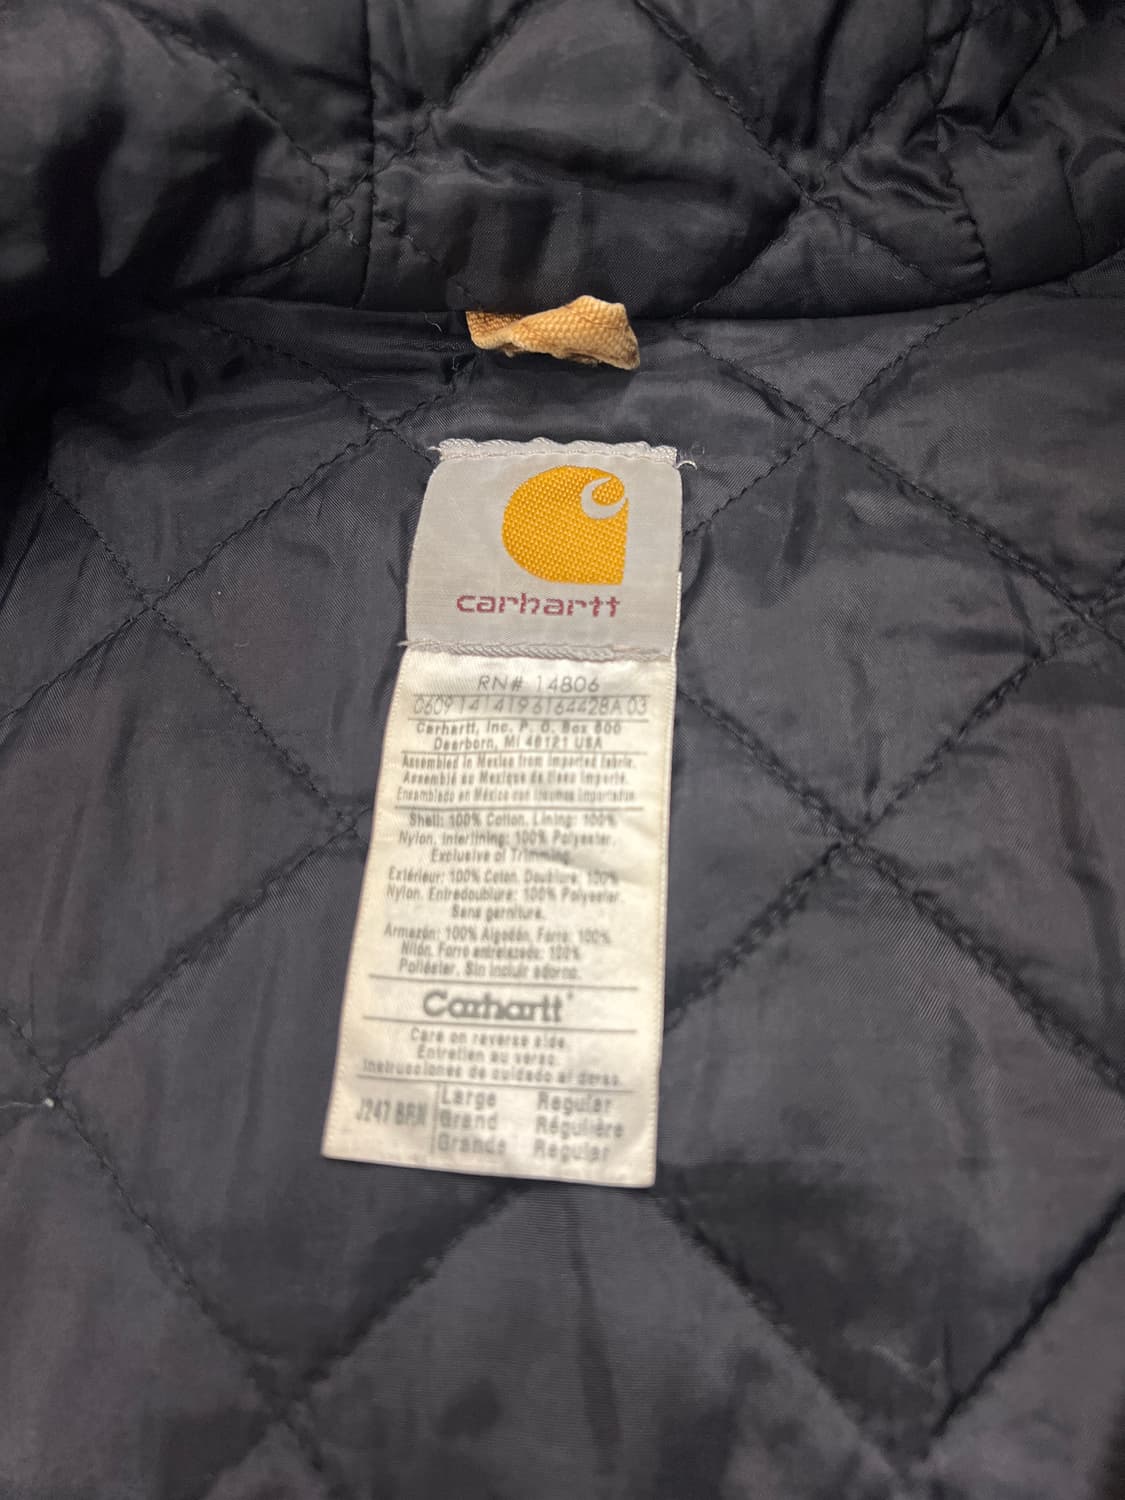 carhartt
RN# 14806
0609 141419 6164428A 03
Carhartt, Inc. P. O. Box 600
Dearborn, MI 48121 USA
Assembled in Mexico from imported fabric.
Assemblé au Mexique de tissu importé.
Ensamblado en México con insumos importados
Shell: 100% Cotton. Lining: 100%
Nylon. Interlining: 100% Polyester.
Exclusive of Trimming
Extérieur: 100% Coton. Doublure: 100%
Nylon. Entredoublure: 100% Polyester.
Sans garniture.
Armazón: 100% Algodón. Forro: 100%
Nilón. Forro entrelazado: 100%
Poliéster. Sin incluir adorno.
Carhartt
Care on reverse side.
Entretien au verso.
Instrucciones de cuidado al dorso.
J247 BRN
Large Regular
Grand Régulière
Grande Regular